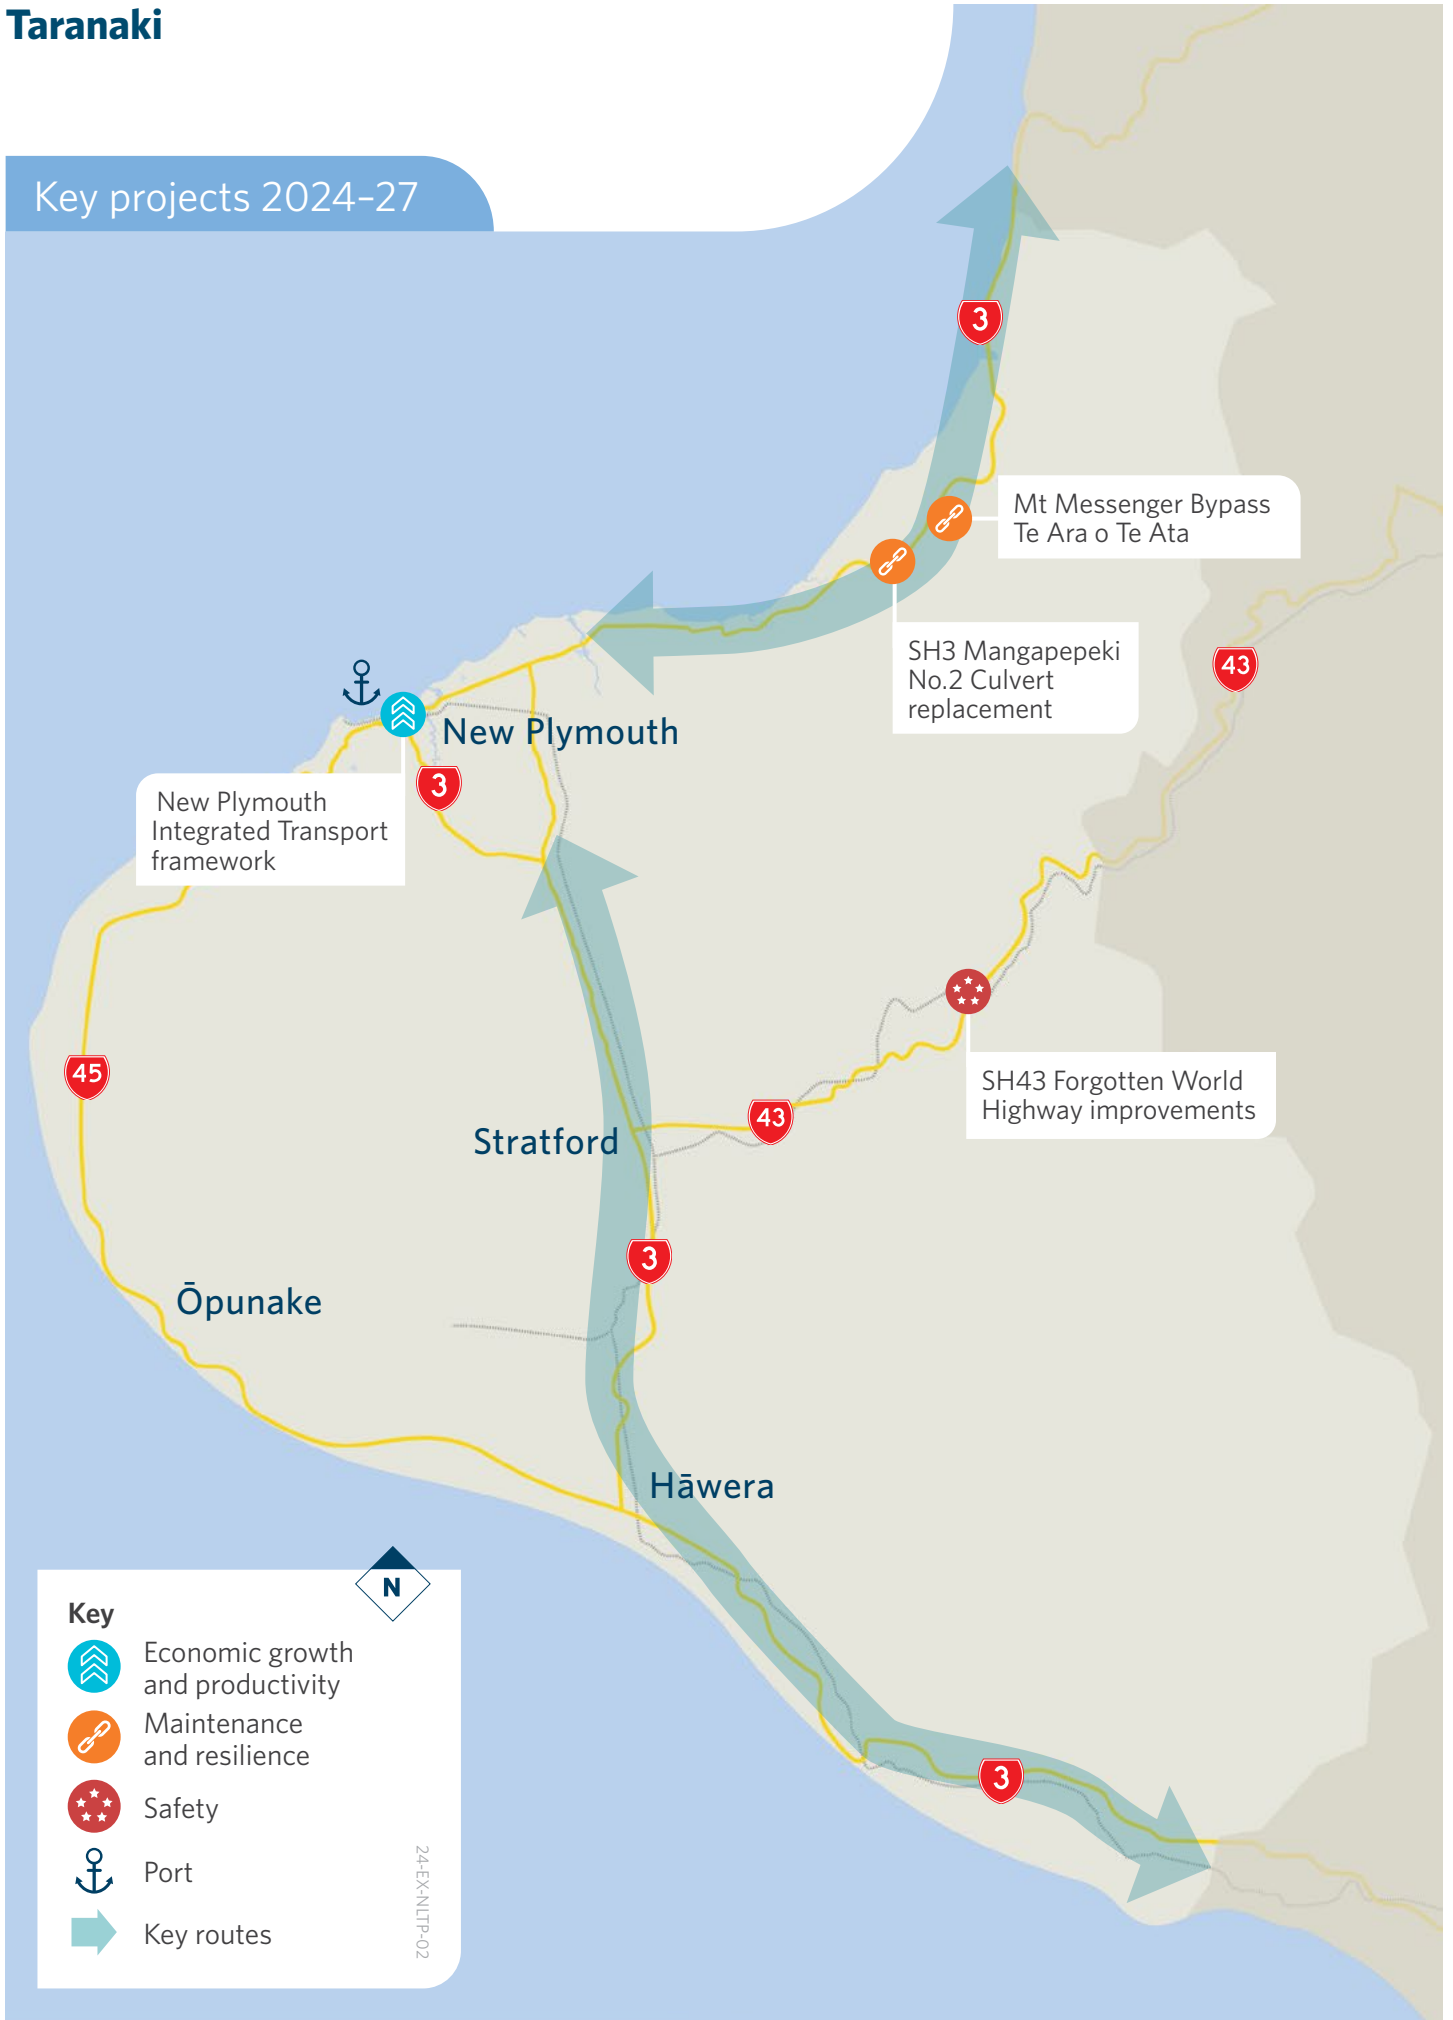 Taranaki
Key projects 2024–27
3
Mt Messenger Bypass
Te Ara o Te Ata
SH3 Mangapepeki
No.2 Culvert
replacement
43
New Plymouth
3
New Plymouth
Integrated Transport
framework
45
SH43 Forgotten World
Highway improvements
43
Stratford
3
Ōpunake
Hāwera
3
N
Key
Economic growth
and productivity
Maintenance
and resilience
Safety
Port
Key routes
24-EX-NLTP-02